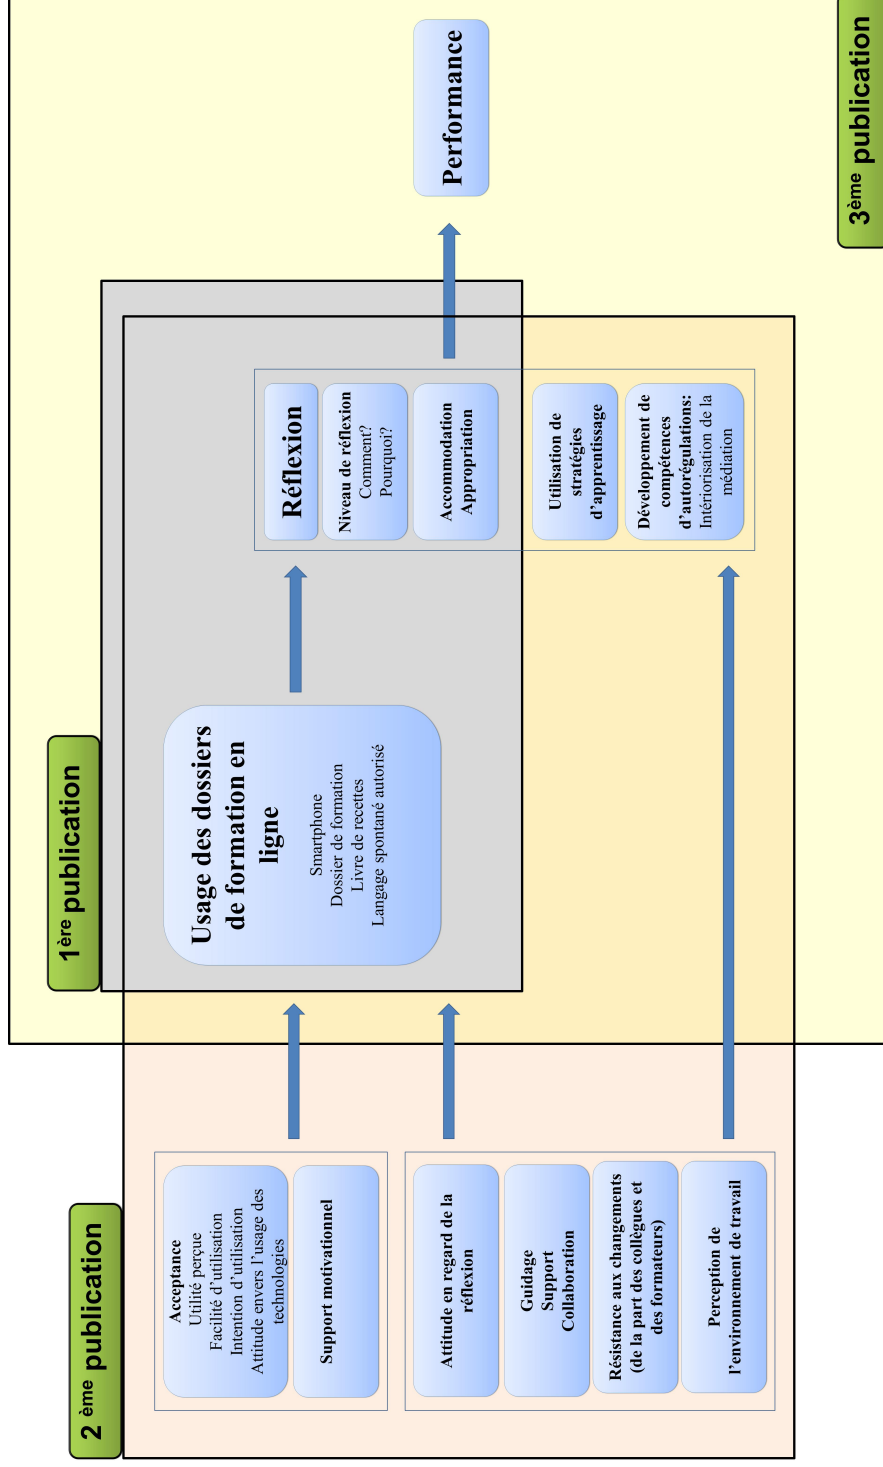 2 ème publication
Acceptance
Utilité perçue
Facilité d'utilisation
Intention d'utilisation
Attitude envers l'usage des
technologies
Support motivationnel
Attitude en regard de la
réflexion
Guidage
Support
Collaboration
Résistance aux changements
(de la part des collègues et
des formateurs)
Perception de
l'environnement de travail
1ère publication
Usage des dossiers
de formation en
ligne
Smartphone
Dossier de formation
Livre de recettes
Langage spontané autorisé
Réflexion
Niveau de réflexion
Comment?
Pourquoi?
Accommodation
Appropriation
Utilisation de
stratégies
d'apprentissage
Développement de
compétences
d'autorégulations:
Intériorisation de la
médiation
Performance
3ème publication